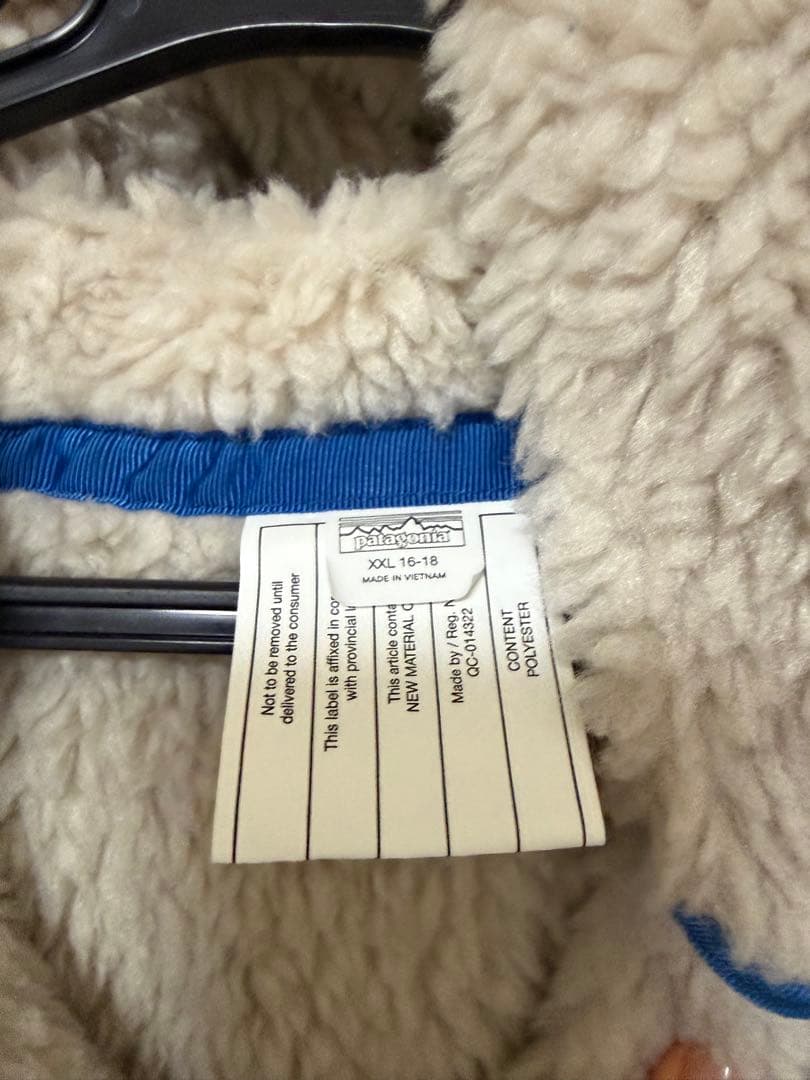 patagonia
XXL 16-18
MADE IN VIETNAM
Not to be removed until
delivered to the consumer
This label is affixed in
with provincial
This article
NEW MATERIAL
Made by / Reg.
QC-014322
CONTENT
POLYESTER